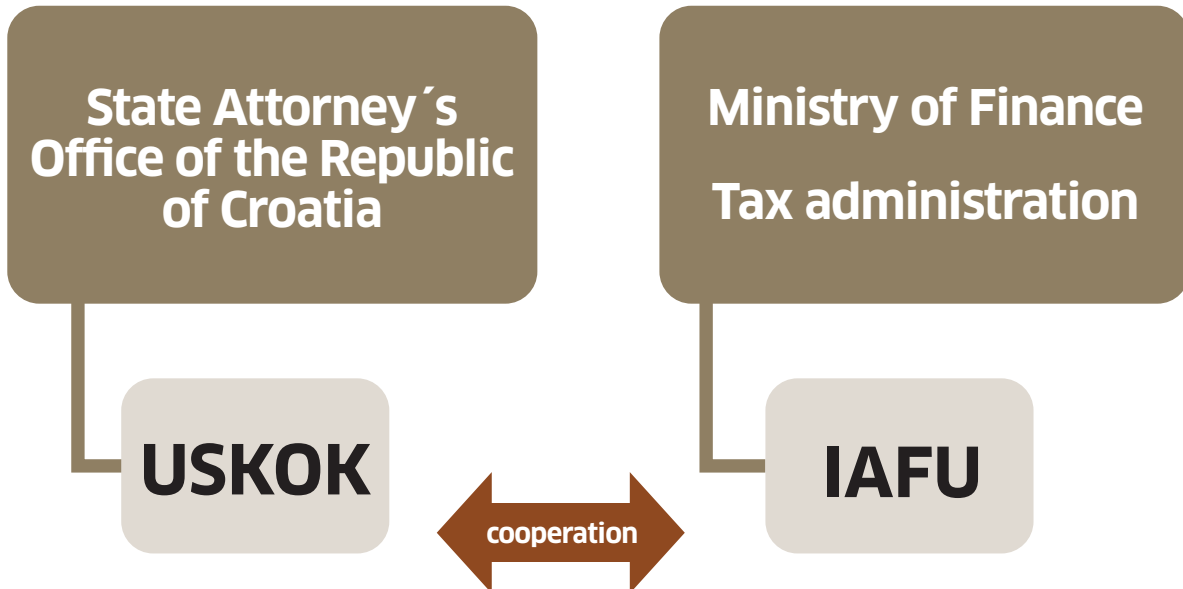 State Attorney´s
Office of the Republic
of Croatia
Ministry of Finance
Tax administration
USKOK
IAFU
cooperation